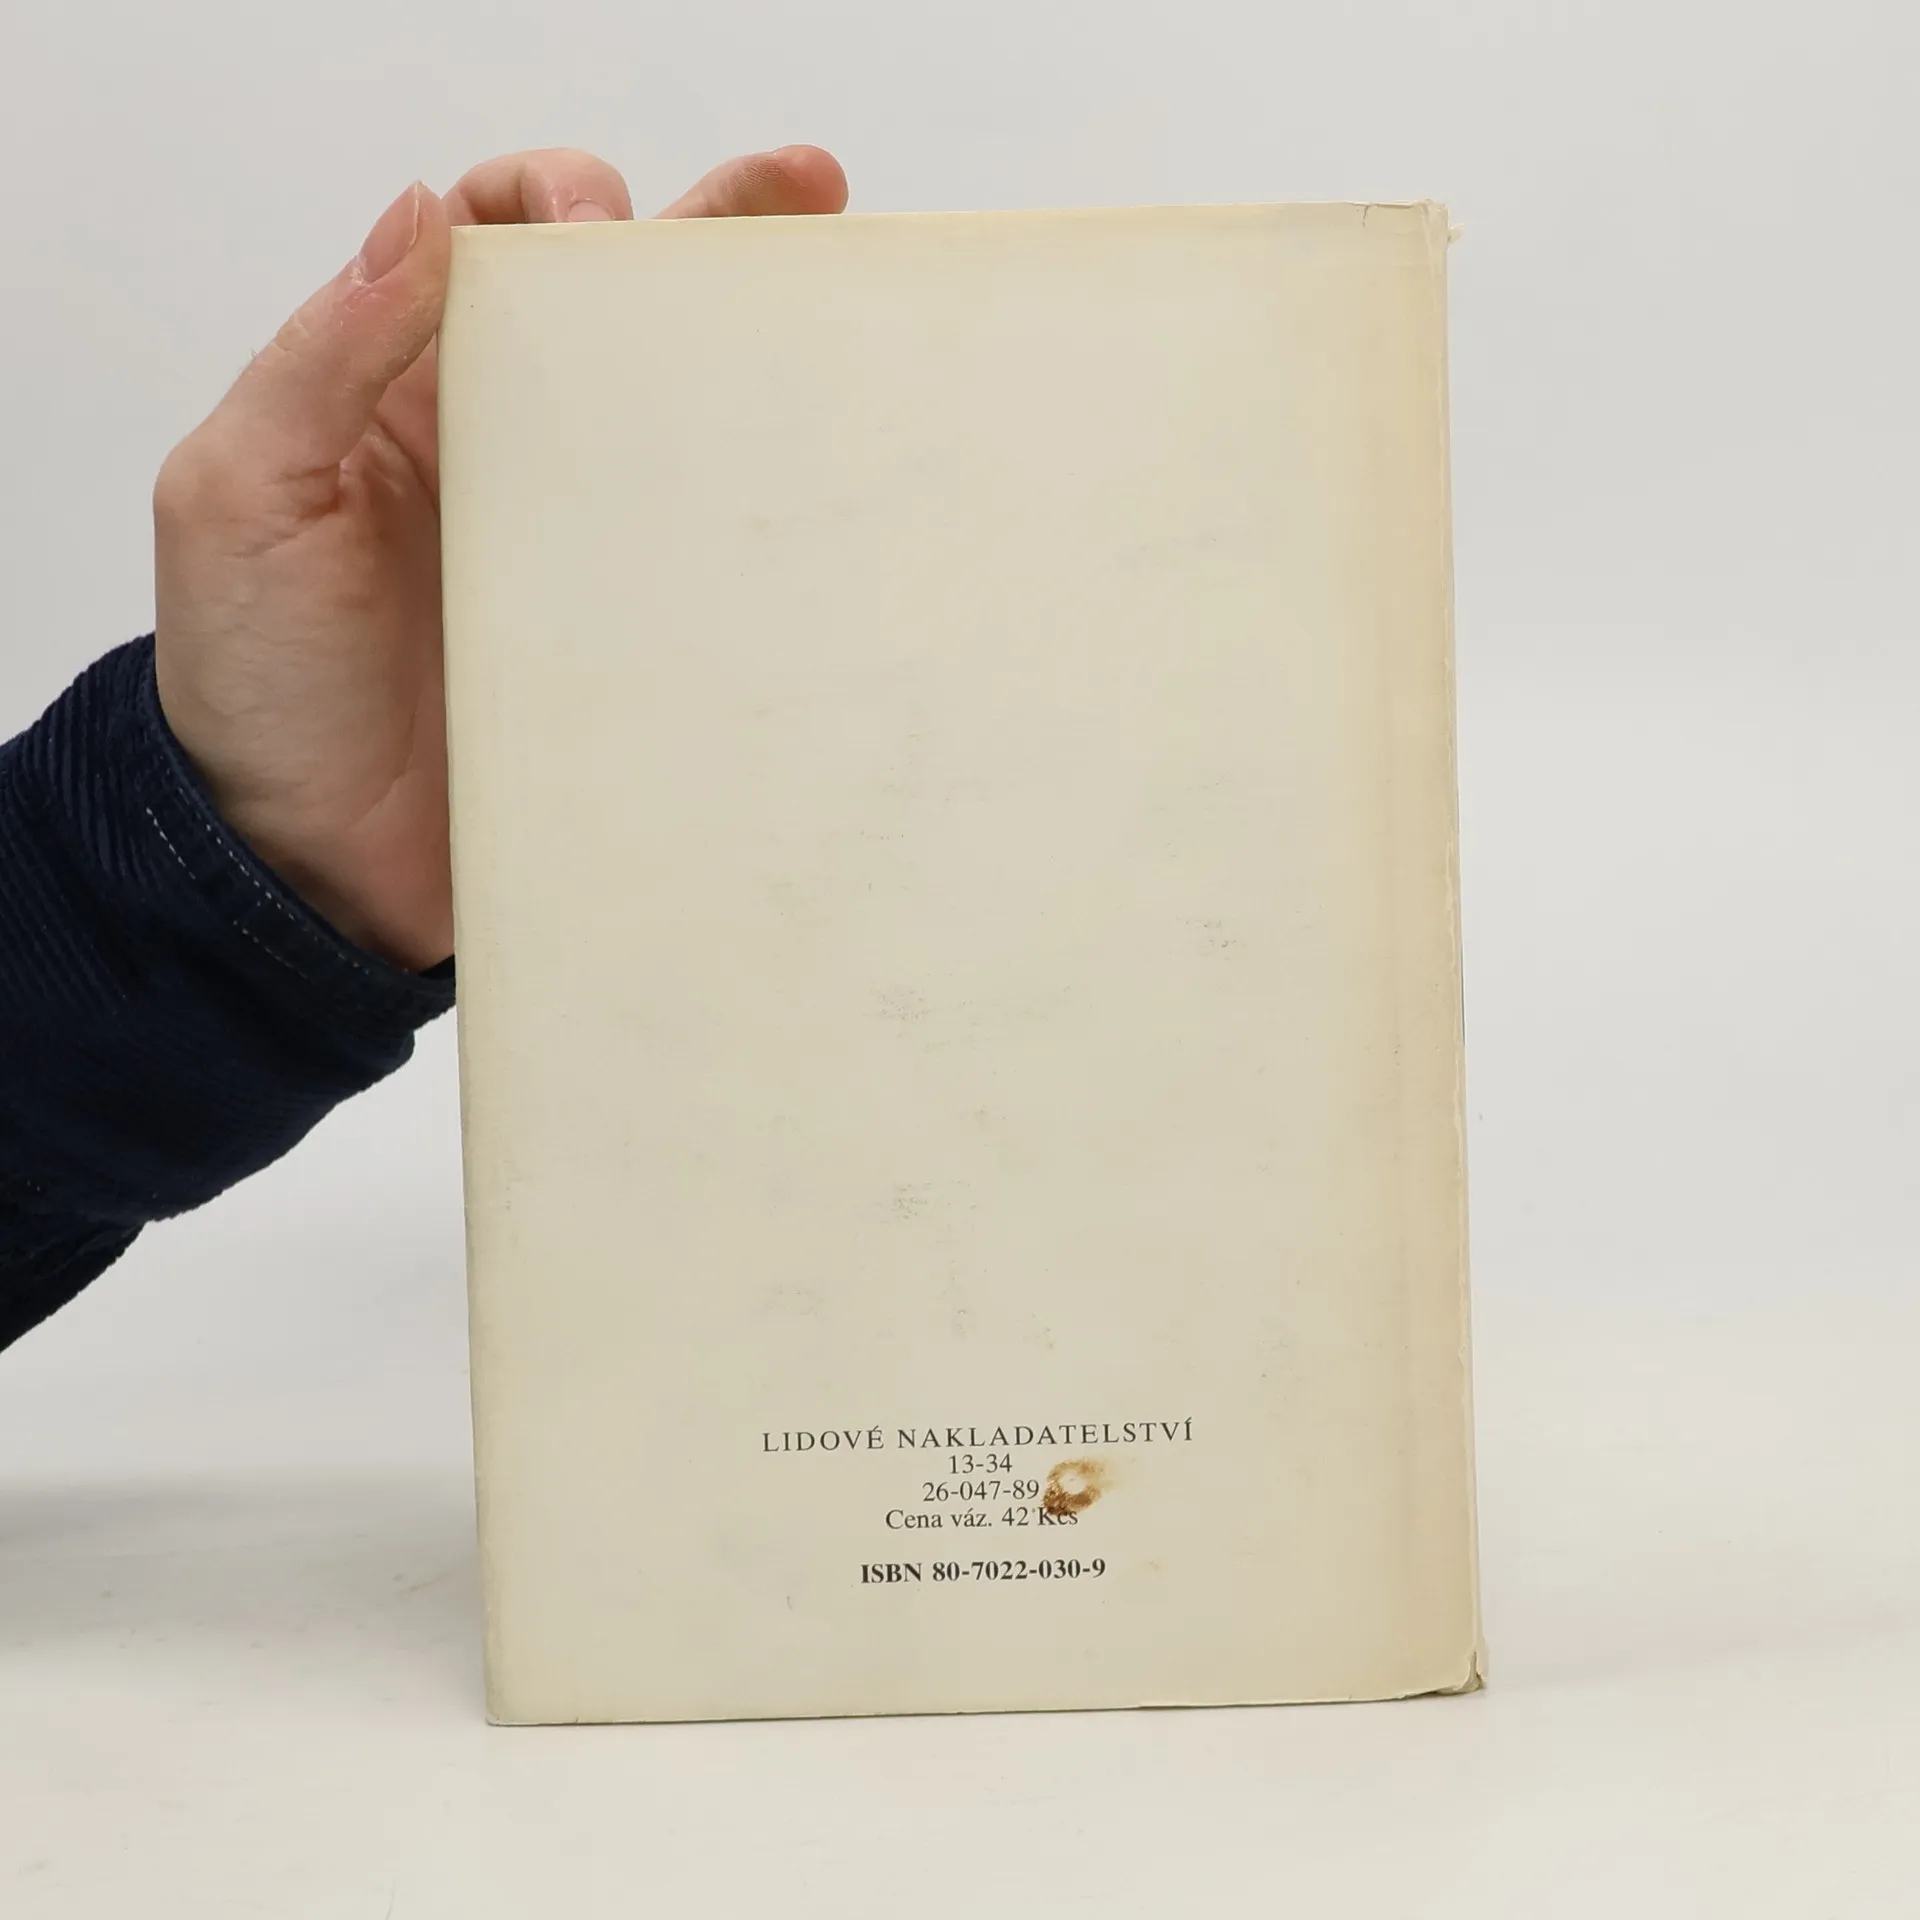 LIDOVÉ NAKLADATELSTVÍ
13-34
26-047-89
Cena váz. 42 Kčs
ISBN 80-7022-030-9